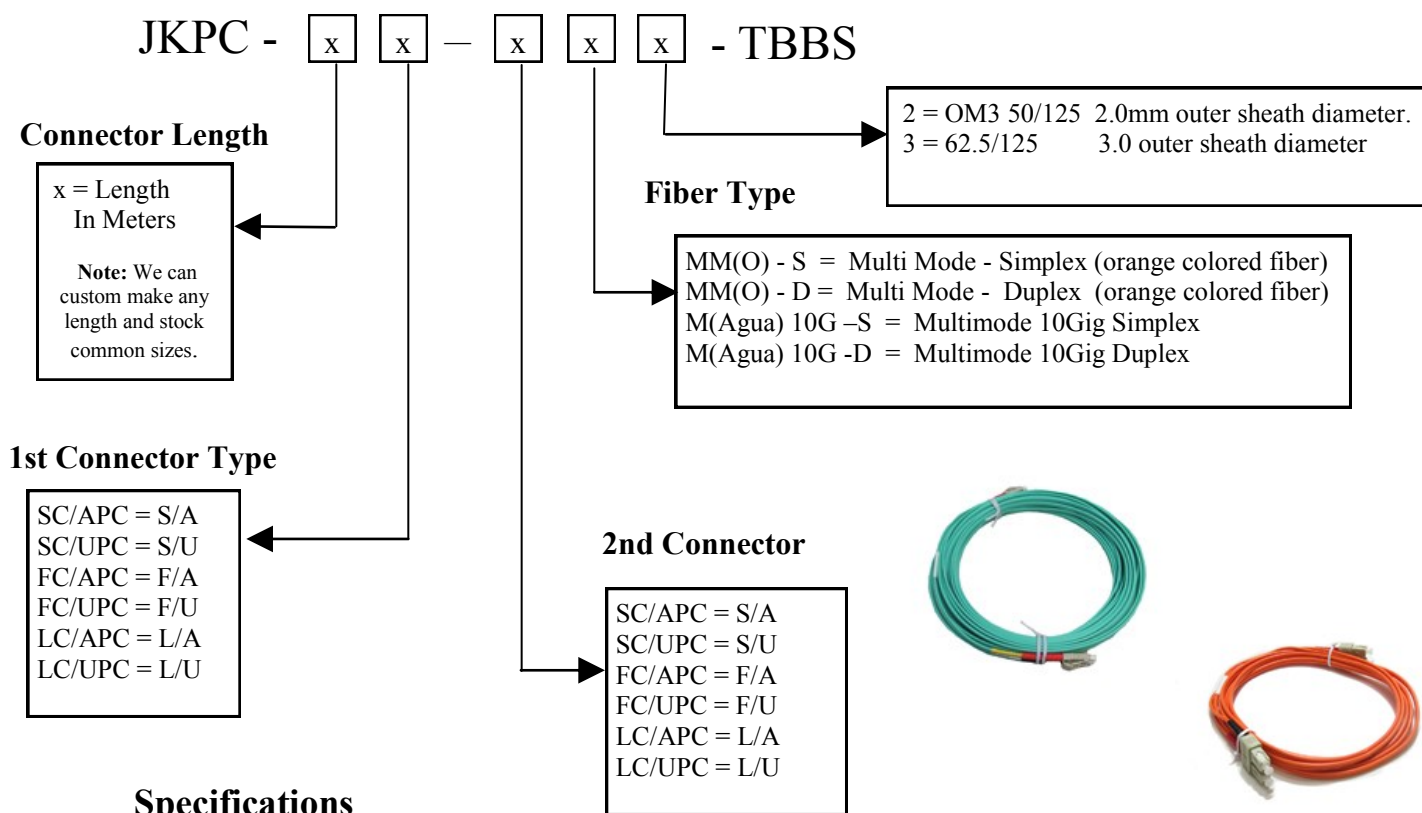 JKPC - x x – x x x - TBBS
2 = OM3 50/125 2.0mm outer sheath diameter.
3 = 62.5/125 3.0 outer sheath diameter
Connector Length
x = Length
In Meters
Note: We can
custom make any
length and stock
common sizes.
Fiber Type
MM(O) - S = Multi Mode - Simplex (orange colored fiber)
MM(O) - D = Multi Mode - Duplex (orange colored fiber)
M(Agua) 10G –S = Multimode 10Gig Simplex
M(Agua) 10G -D = Multimode 10Gig Duplex
1st Connector Type
SC/APC = S/A
SC/UPC = S/U
FC/APC = F/A
FC/UPC = F/U
LC/APC = L/A
LC/UPC = L/U
2nd Connector
SC/APC = S/A
SC/UPC = S/U
FC/APC = F/A
FC/UPC = F/U
LC/APC = L/A
LC/UPC = L/U
Specifications